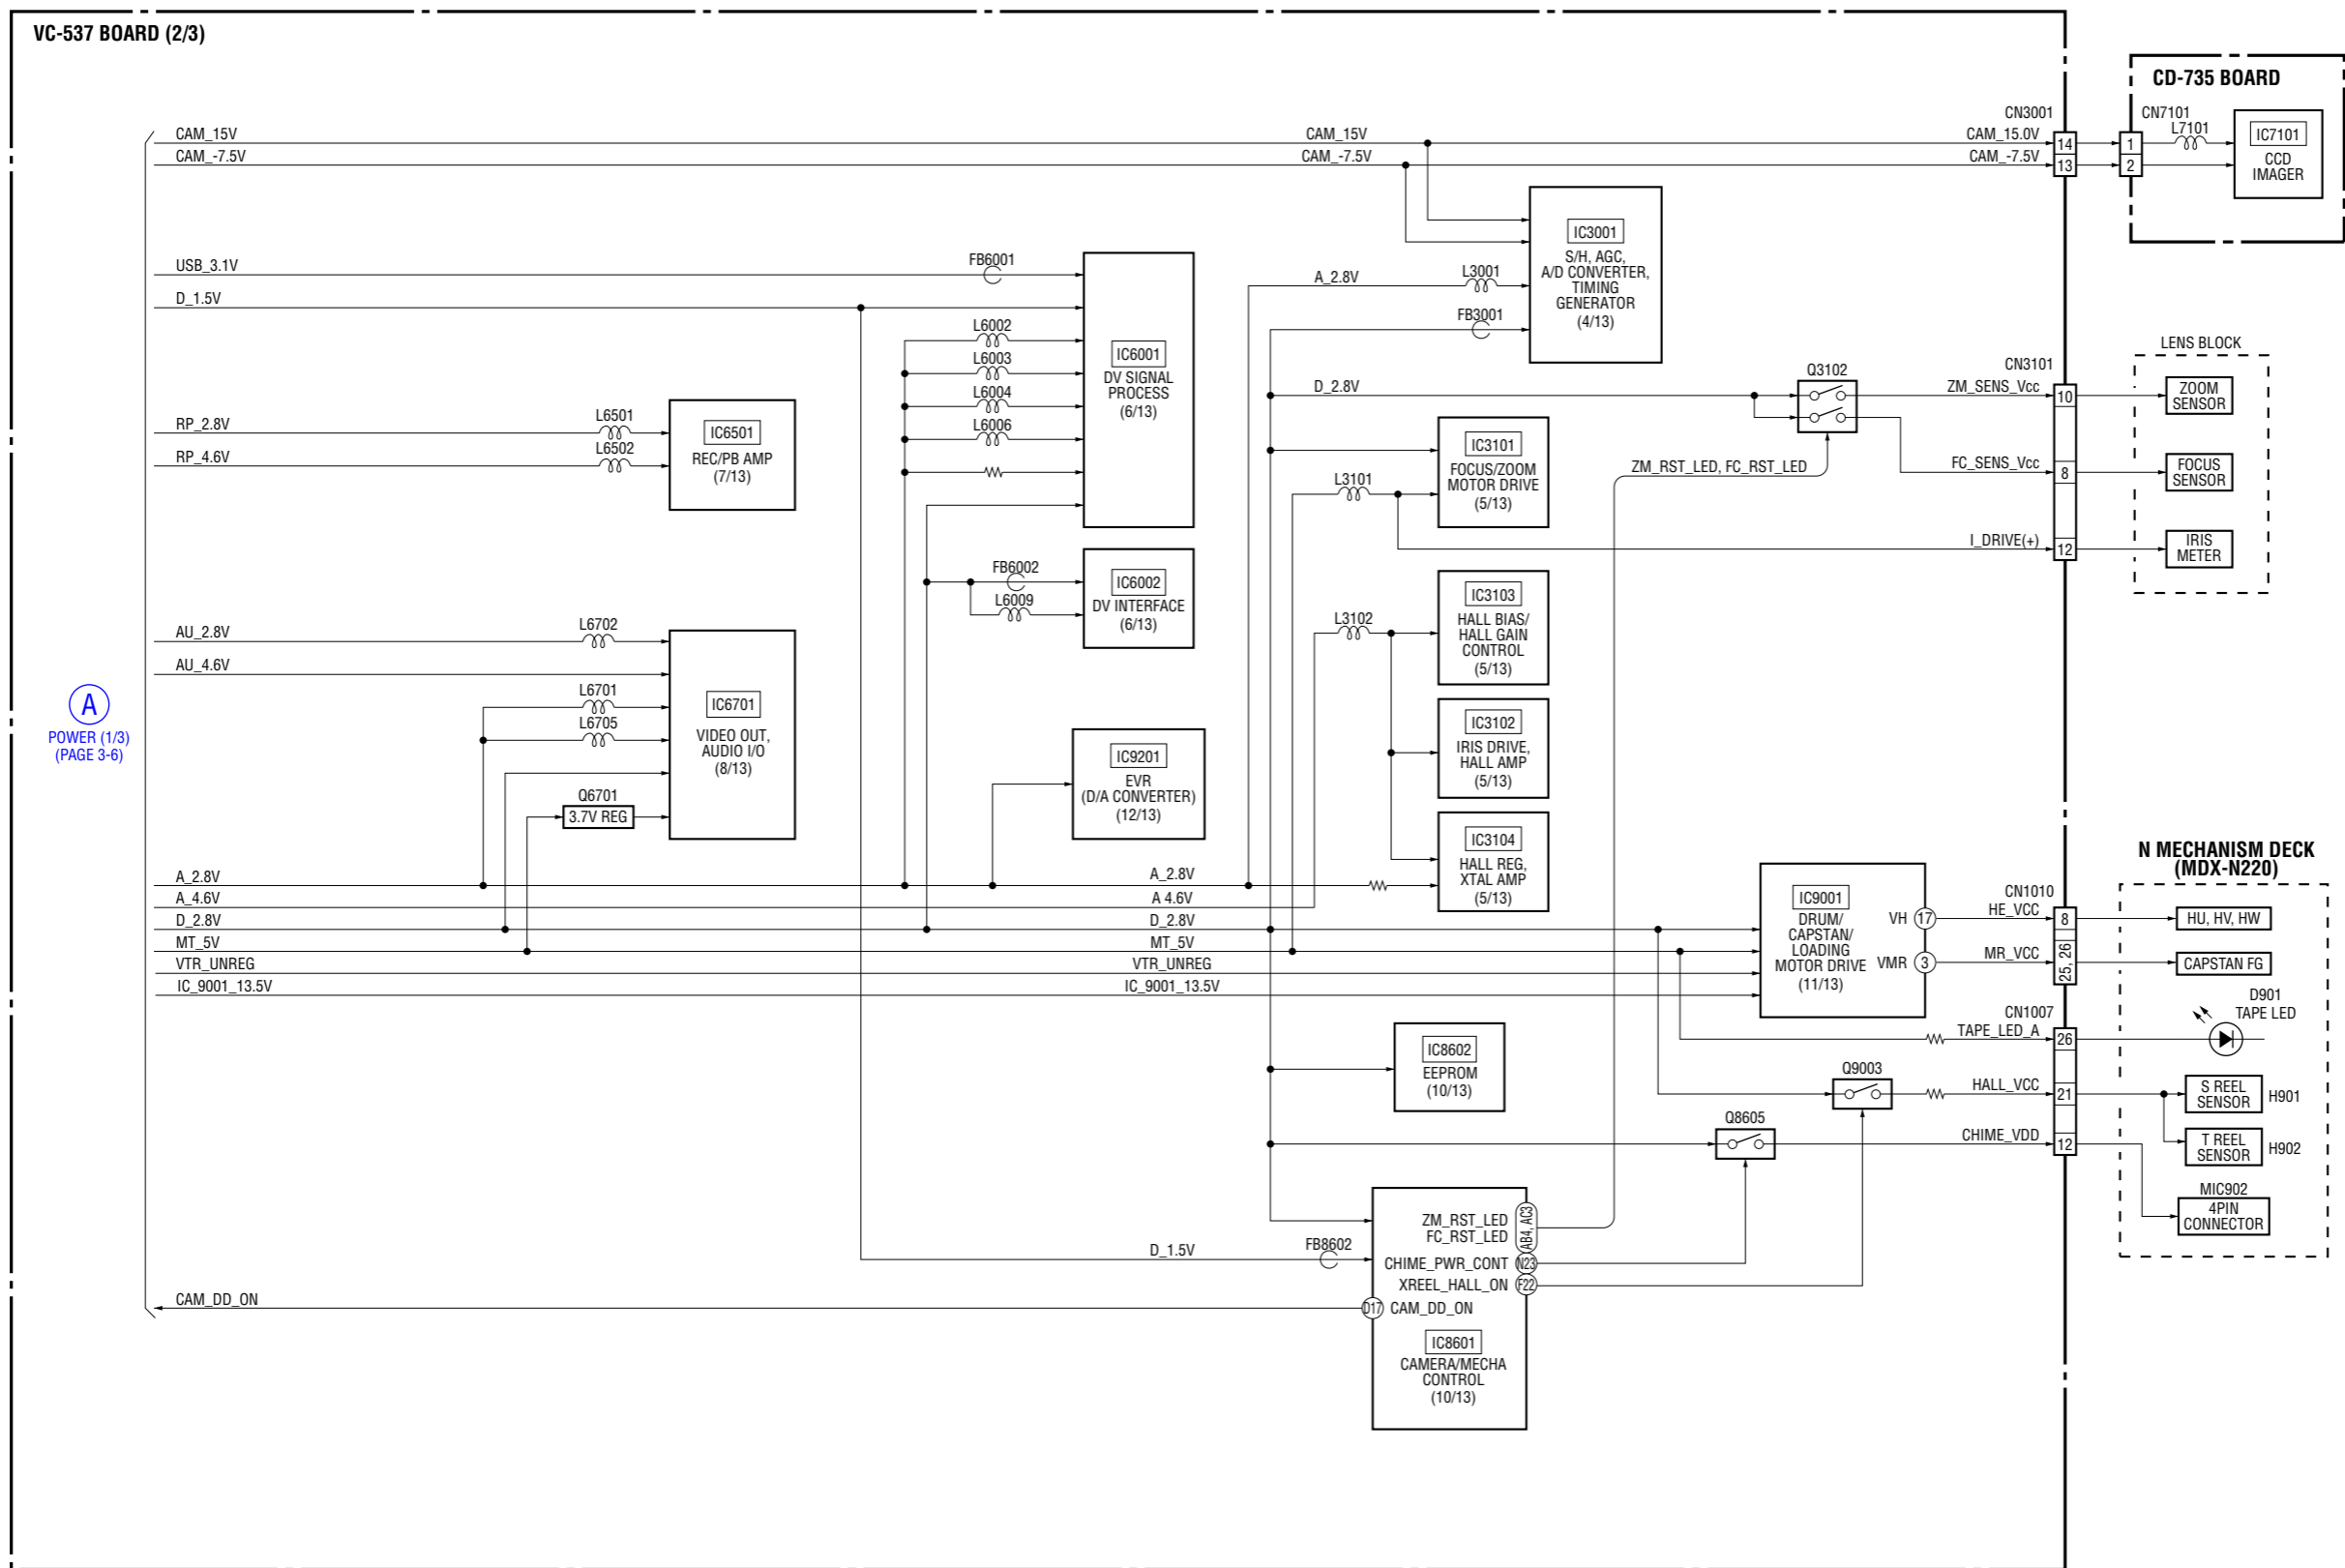 VC-537 BOARD (2/3)
CD-735 BOARD
CN3001
CN7101
CAM_15V
CAM_15V
CAM_15.0V
14
1
L7101
IC7101
CCD
IMAGER
CAM_-7.5V
CAM_-7.5V
CAM_-7.5V
13
2
IC3001
S/H, AGC,
A/D CONVERTER,
TIMING
GENERATOR
(4/13)
USB_3.1V
FB6001
D_1.5V
A_2.8V
L3001
FB3001
L6002
L6003
L6004
L6006
IC6001
DV SIGNAL
PROCESS
(6/13)
LENS BLOCK
CN3101
D_2.8V
Q3102
ZM_SENS_Vcc
10
ZOOM
SENSOR
RP_2.8V
L6501
RP_4.6V
L6502
IC6501
REC/PB AMP
(7/13)
IC3101
FOCUS/ZOOM
MOTOR DRIVE
(5/13)
L3101
ZM_RST_LED, FC_RST_LED
FC_SENS_Vcc
8
FOCUS
SENSOR
I_DRIVE(+)
12
IRIS
METER
FB6002
L6009
IC6002
DV INTERFACE
(6/13)
L3102
IC3103
HALL BIAS/
HALL GAIN
CONTROL
(5/13)
AU_2.8V
L6702
AU_4.6V
L6701
L6705
IC6701
VIDEO OUT,
AUDIO I/O
(8/13)
Q6701
3.7V REG
A
POWER (1/3)
(PAGE 3-6)
IC9201
EVR
(D/A CONVERTER)
(12/13)
IC3102
IRIS DRIVE,
HALL AMP
(5/13)
IC3104
HALL REG,
XTAL AMP
(5/13)
N MECHANISM DECK
(MDX-N220)
A_2.8V
A_2.8V
A_4.6V
A 4.6V
D_2.8V
D_2.8V
MT_5V
MT_5V
VTR_UNREG
VTR_UNREG
IC_9001_13.5V
IC_9001_13.5V
IC9001
DRUM/
CAPSTAN/
LOADING
MOTOR DRIVE
(11/13)
VH
17
VMR
3
CN1010
HE_VCC
8
HU, HV, HW
MR_VCC
25, 26
CAPSTAN FG
CN1007
D901
TAPE LED
TAPE_LED_A
26
IC8602
EEPROM
(10/13)
Q9003
HALL_VCC
21
S REEL
SENSOR
H901
Q8605
CHIME_VDD
12
T REEL
SENSOR
H902
MIC902
4PIN
CONNECTOR
D_1.5V
FB8602
ZM_RST_LED
FC_RST_LED
AB4, AC3
CHIME_PWR_CONT
N23
XREEL_HALL_ON
F22
CAM_DD_ON
D17
CAM_DD_ON
IC8601
CAMERA/MECHA
CONTROL
(10/13)